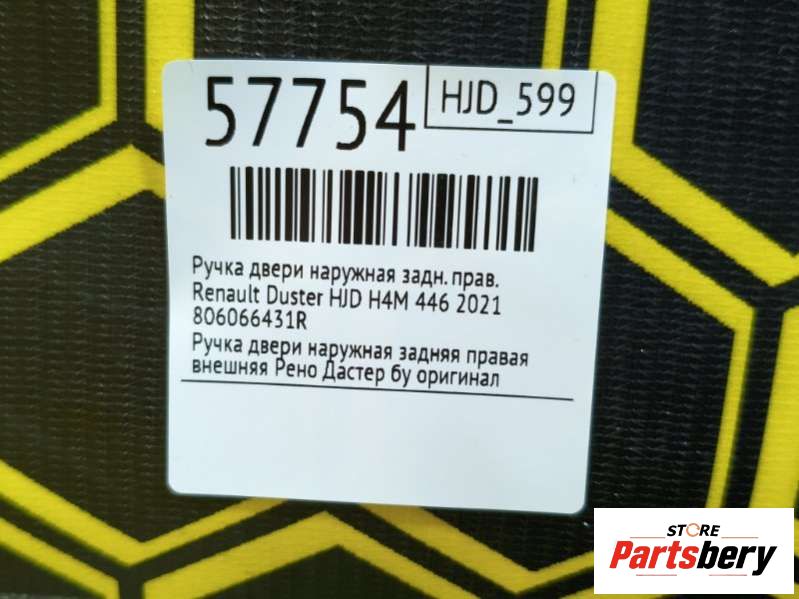 57754
HJD_599
Ручка двери наружная задн. прав.
Renault Duster HJD H4M 446 2021
806066431R
Ручка двери наружная задняя правая
внешняя Рено Дастер бу оригинал
STORE
Partsbery